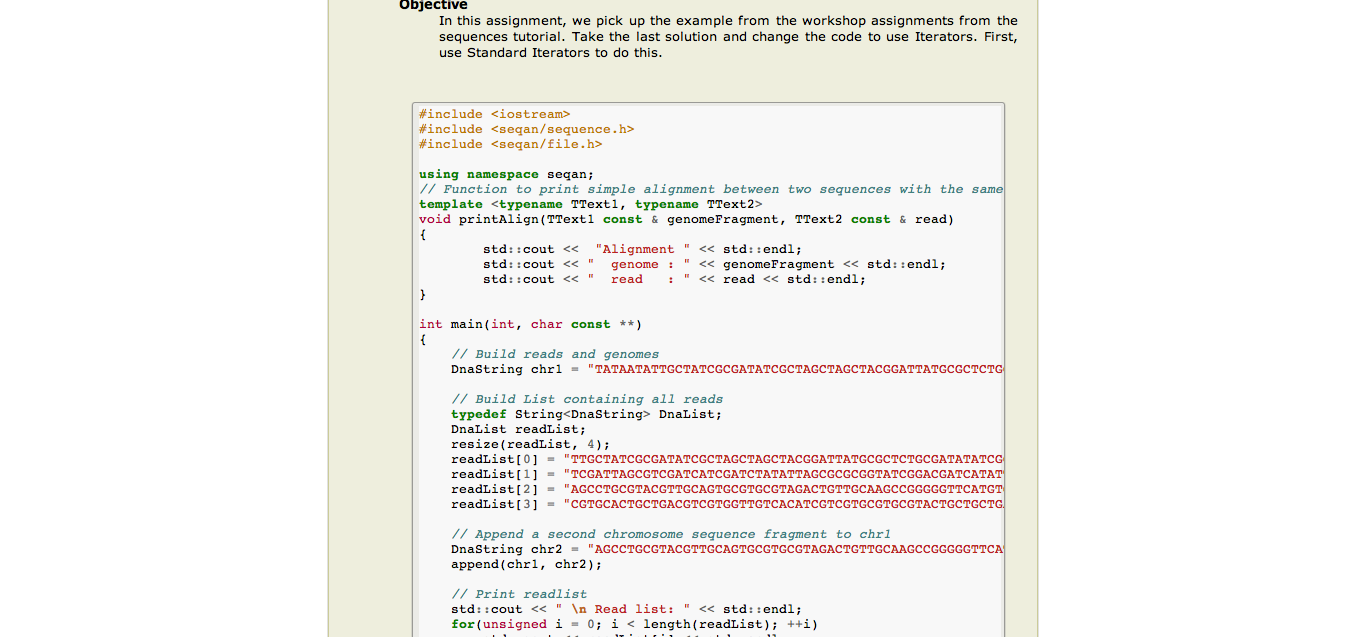 Objective
In this assignment, we pick up the example from the workshop assignments from the
sequences tutorial. Take the last solution and change the code to use Iterators. First,
use Standard Iterators to do this.
#include <iostream>
#include <seqan/sequence.h>
#include <seqan/file.h>
using namespace seqan;
// Function to print simple alignment between two sequences with the same
template <typename TText1, typename TText2>
void printAlign(TText1 const & genomeFragment, TText2 const & read)
{
std::cout <<  "Alignment " << std::endl;
std::cout << "  genome : " << genomeFragment << std::endl;
std::cout << "  read   : " << read << std::endl;
}
int main(int, char const **)
{
// Build reads and genomes
DnaString chr1 = "TATAATATTGCTATCGCGATATCGCTAGCTAGCTACGGATTATGCGCTCTG
// Build List containing all reads
typedef String<DnaString> DnaList;
DnaList readList;
resize(readList, 4);
readList[0] = "TTGCTATCGCGATATCGCTAGCTAGCTACGGATTATGCGCTCTGCGATATATCG
readList[1] = "TCGATTAGCGTCGATCATCGATCTATATTAGCGCGCGGTATCGGACGATCATAT
readList[2] = "AGCCTGCGTACGTTGCAGTGCGTGCGTAGACTGTTGCAAGCCGGGGGTTCATGT
readList[3] = "CGTGCACTGCTGACGTCGTGGTTGTCACATCGTCGTGCGTGCGTACTGCTGCTG
// Append a second chromosome sequence fragment to chr1
DnaString chr2 = "AGCCTGCGTACGTTGCAGTGCGTGCGTAGACTGTTGCAAGCCGGGGGTTCA
append(chr1, chr2);
// Print readlist
std::cout << " \n Read list: " << std::endl;
for(unsigned i = 0; i < length(readList); ++i)